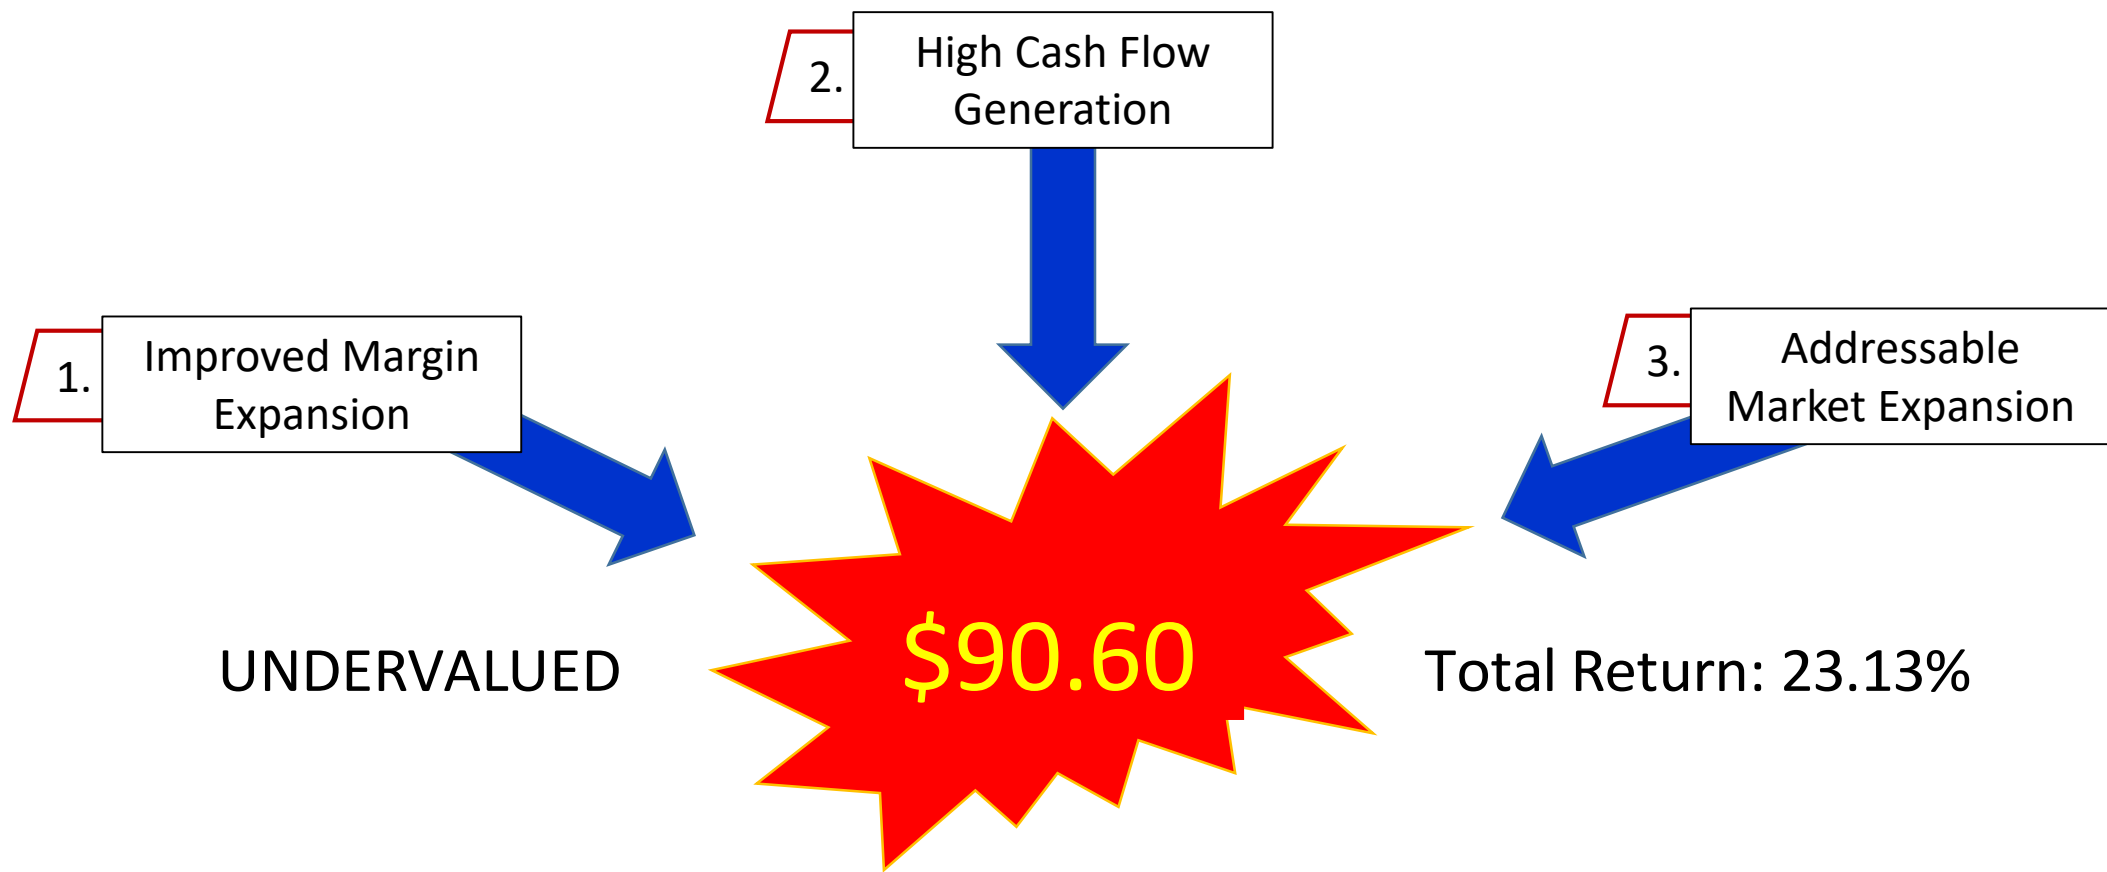 1.
Improved Margin
Expansion
2.
High Cash Flow
Generation
3.
Addressable
Market Expansion
UNDERVALUED
$90.60
Total Return: 23.13%